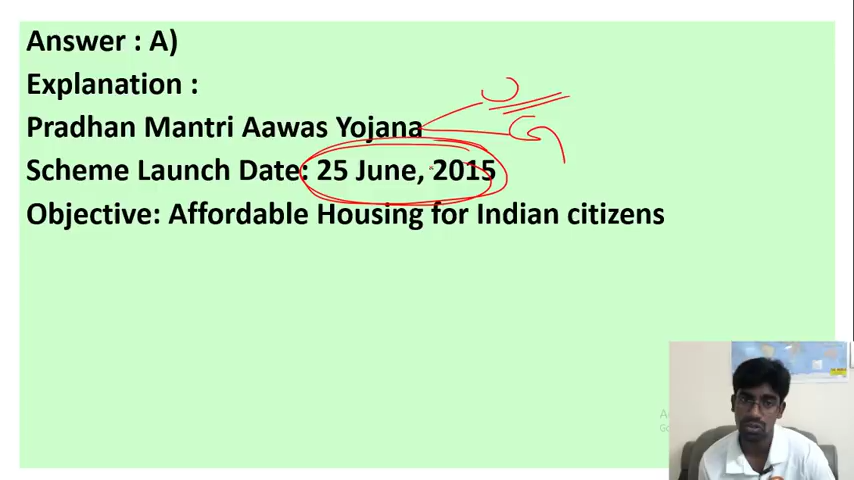 Answer : A)
Explanation :
Pradhan Mantri Aawas Yojana
Scheme Launch Date: 25 June, 2015
Objective: Affordable Housing for Indian citizens